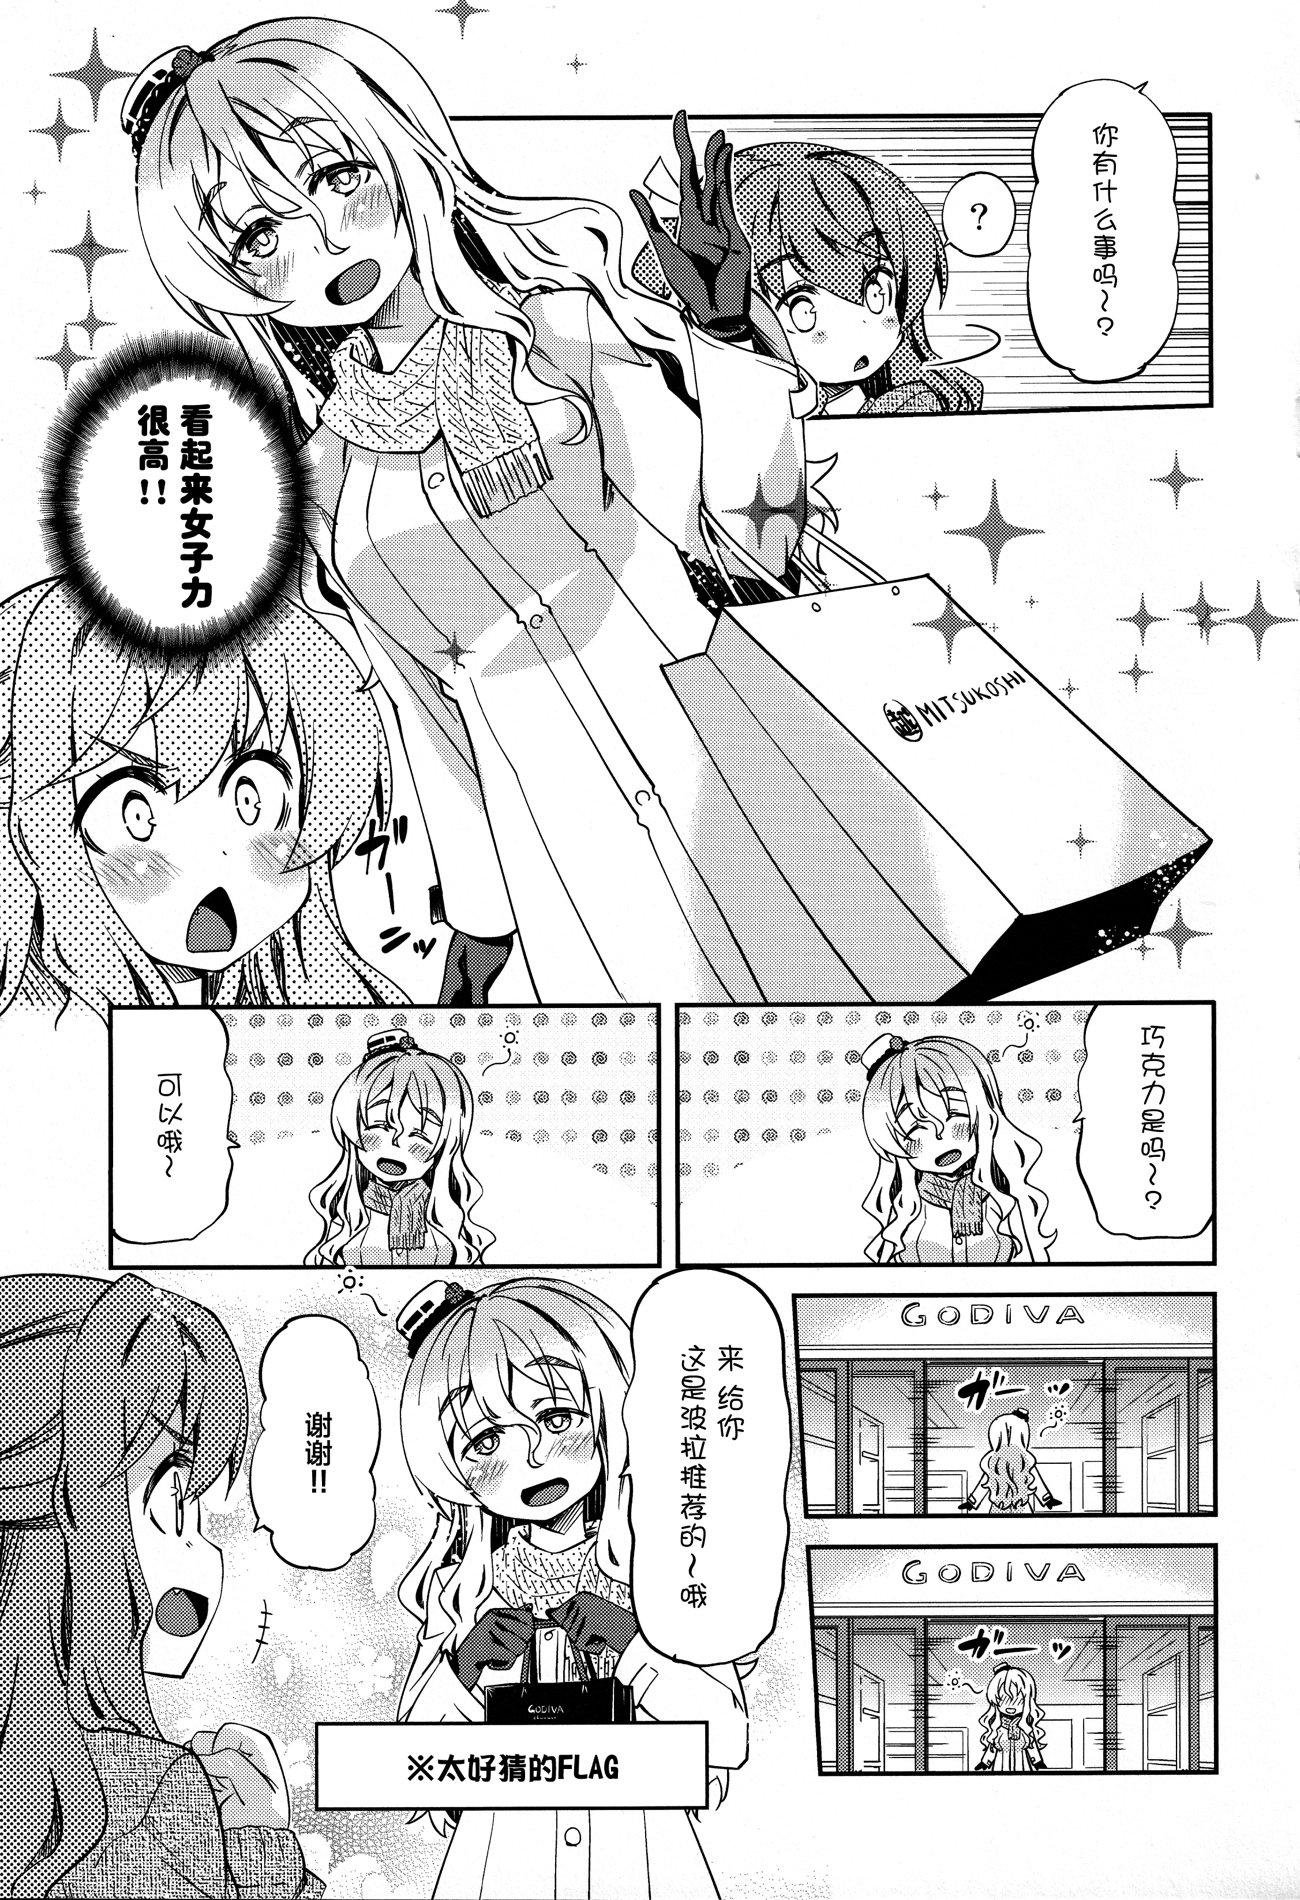 你有什么事吗～？
？
看起来女子力
很高！！
MITSUKOSHI
ガーッ
巧克力是吗～？
可以哦～
GODIVA
ガーッ
GODIVA
ガーッ
来 给你
这是波拉推荐的～哦
GODIVA
谢谢！！
※太好猜的FLAG